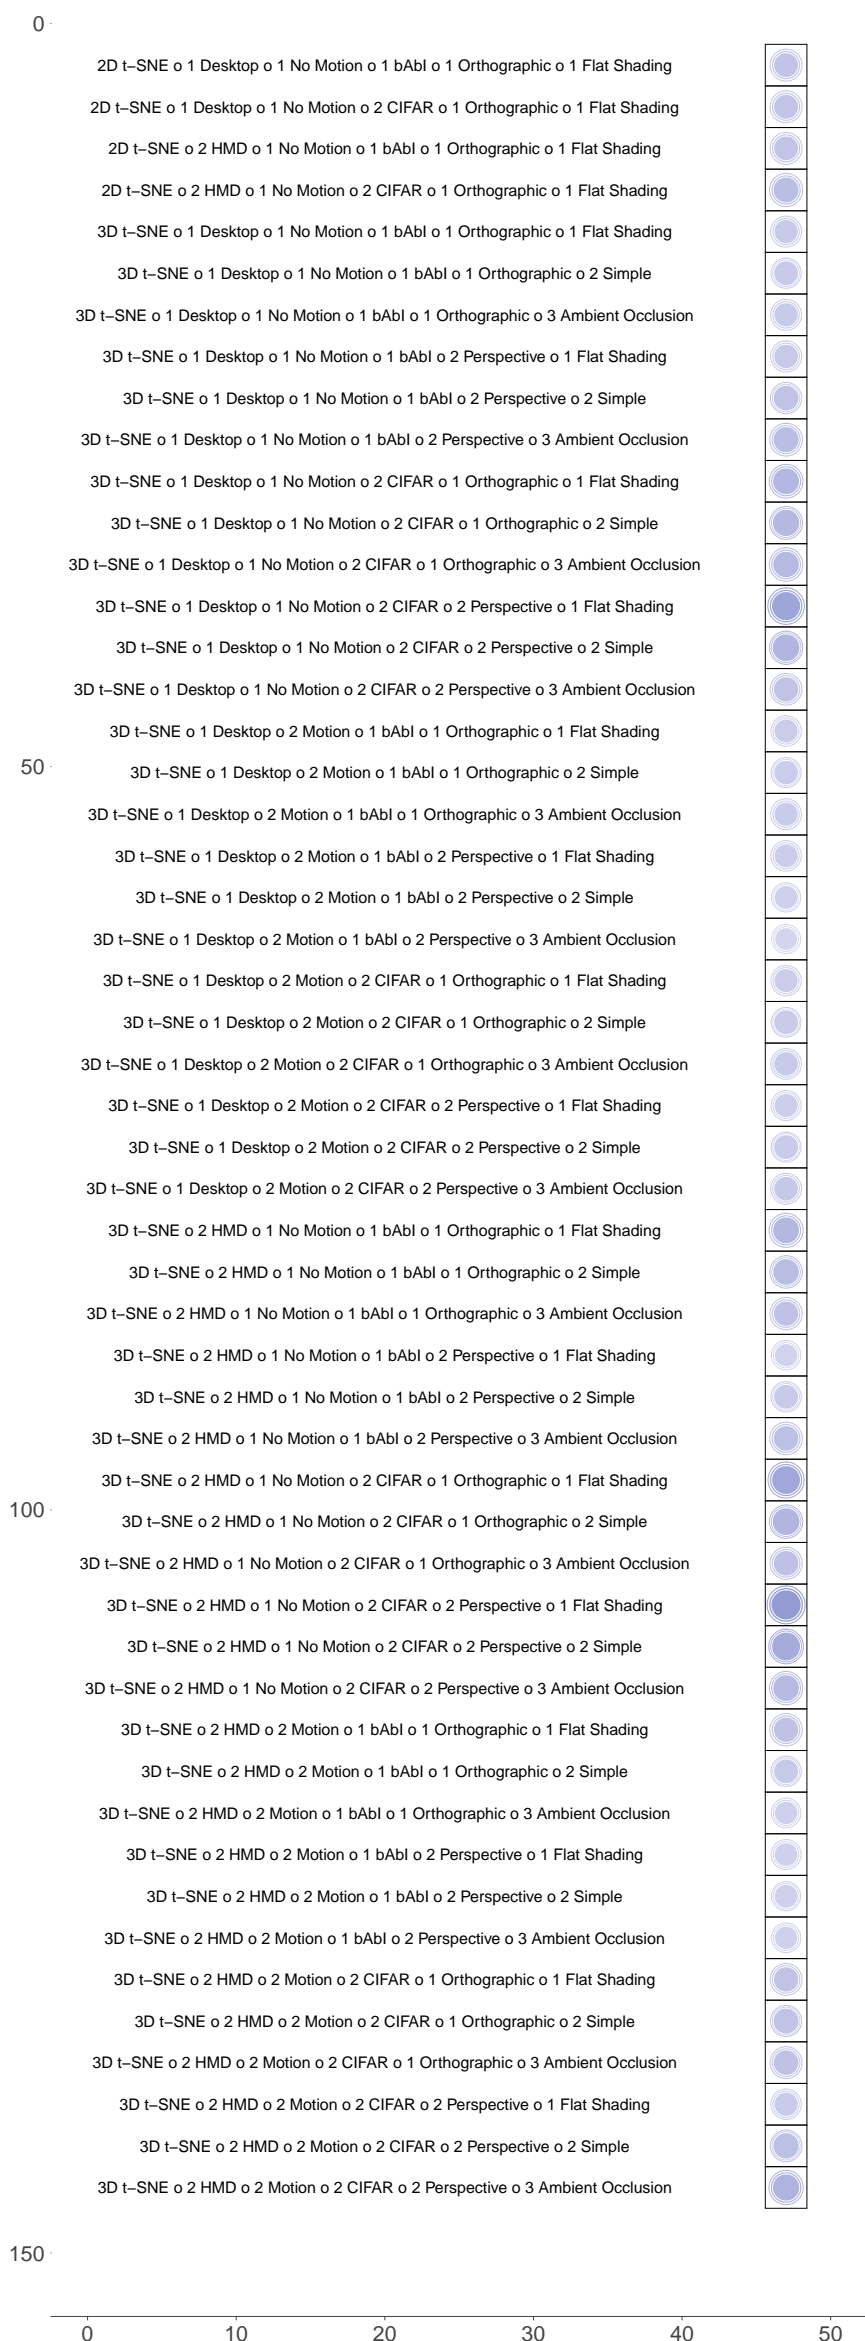 0
2D t−SNE o 1 Desktop o 1 No Motion o 1 bAbI o 1 Orthographic o 1 Flat Shading
2D t−SNE o 1 Desktop o 1 No Motion o 2 CIFAR o 1 Orthographic o 1 Flat Shading
2D t−SNE o 2 HMD o 1 No Motion o 1 bAbI o 1 Orthographic o 1 Flat Shading
2D t−SNE o 2 HMD o 1 No Motion o 2 CIFAR o 1 Orthographic o 1 Flat Shading
3D t−SNE o 1 Desktop o 1 No Motion o 1 bAbI o 1 Orthographic o 1 Flat Shading
3D t−SNE o 1 Desktop o 1 No Motion o 1 bAbI o 1 Orthographic o 2 Simple
3D t−SNE o 1 Desktop o 1 No Motion o 1 bAbI o 1 Orthographic o 3 Ambient Occlusion
3D t−SNE o 1 Desktop o 1 No Motion o 1 bAbI o 2 Perspective o 1 Flat Shading
3D t−SNE o 1 Desktop o 1 No Motion o 1 bAbI o 2 Perspective o 2 Simple
3D t−SNE o 1 Desktop o 1 No Motion o 1 bAbI o 2 Perspective o 3 Ambient Occlusion
3D t−SNE o 1 Desktop o 1 No Motion o 2 CIFAR o 1 Orthographic o 1 Flat Shading
3D t−SNE o 1 Desktop o 1 No Motion o 2 CIFAR o 1 Orthographic o 2 Simple
3D t−SNE o 1 Desktop o 1 No Motion o 2 CIFAR o 1 Orthographic o 3 Ambient Occlusion
3D t−SNE o 1 Desktop o 1 No Motion o 2 CIFAR o 2 Perspective o 1 Flat Shading
3D t−SNE o 1 Desktop o 1 No Motion o 2 CIFAR o 2 Perspective o 2 Simple
3D t−SNE o 1 Desktop o 1 No Motion o 2 CIFAR o 2 Perspective o 3 Ambient Occlusion
3D t−SNE o 1 Desktop o 2 Motion o 1 bAbI o 1 Orthographic o 1 Flat Shading
50
3D t−SNE o 1 Desktop o 2 Motion o 1 bAbI o 1 Orthographic o 2 Simple
3D t−SNE o 1 Desktop o 2 Motion o 1 bAbI o 1 Orthographic o 3 Ambient Occlusion
3D t−SNE o 1 Desktop o 2 Motion o 1 bAbI o 2 Perspective o 1 Flat Shading
3D t−SNE o 1 Desktop o 2 Motion o 1 bAbI o 2 Perspective o 2 Simple
3D t−SNE o 1 Desktop o 2 Motion o 1 bAbI o 2 Perspective o 3 Ambient Occlusion
3D t−SNE o 1 Desktop o 2 Motion o 2 CIFAR o 1 Orthographic o 1 Flat Shading
3D t−SNE o 1 Desktop o 2 Motion o 2 CIFAR o 1 Orthographic o 2 Simple
3D t−SNE o 1 Desktop o 2 Motion o 2 CIFAR o 1 Orthographic o 3 Ambient Occlusion
3D t−SNE o 1 Desktop o 2 Motion o 2 CIFAR o 2 Perspective o 1 Flat Shading
3D t−SNE o 1 Desktop o 2 Motion o 2 CIFAR o 2 Perspective o 2 Simple
3D t−SNE o 1 Desktop o 2 Motion o 2 CIFAR o 2 Perspective o 3 Ambient Occlusion
3D t−SNE o 2 HMD o 1 No Motion o 1 bAbI o 1 Orthographic o 1 Flat Shading
3D t−SNE o 2 HMD o 1 No Motion o 1 bAbI o 1 Orthographic o 2 Simple
3D t−SNE o 2 HMD o 1 No Motion o 1 bAbI o 1 Orthographic o 3 Ambient Occlusion
3D t−SNE o 2 HMD o 1 No Motion o 1 bAbI o 2 Perspective o 1 Flat Shading
3D t−SNE o 2 HMD o 1 No Motion o 1 bAbI o 2 Perspective o 2 Simple
3D t−SNE o 2 HMD o 1 No Motion o 1 bAbI o 2 Perspective o 3 Ambient Occlusion
3D t−SNE o 2 HMD o 1 No Motion o 2 CIFAR o 1 Orthographic o 1 Flat Shading
100
3D t−SNE o 2 HMD o 1 No Motion o 2 CIFAR o 1 Orthographic o 2 Simple
3D t−SNE o 2 HMD o 1 No Motion o 2 CIFAR o 1 Orthographic o 3 Ambient Occlusion
3D t−SNE o 2 HMD o 1 No Motion o 2 CIFAR o 2 Perspective o 1 Flat Shading
3D t−SNE o 2 HMD o 1 No Motion o 2 CIFAR o 2 Perspective o 2 Simple
3D t−SNE o 2 HMD o 1 No Motion o 2 CIFAR o 2 Perspective o 3 Ambient Occlusion
3D t−SNE o 2 HMD o 2 Motion o 1 bAbI o 1 Orthographic o 1 Flat Shading
3D t−SNE o 2 HMD o 2 Motion o 1 bAbI o 1 Orthographic o 2 Simple
3D t−SNE o 2 HMD o 2 Motion o 1 bAbI o 1 Orthographic o 3 Ambient Occlusion
3D t−SNE o 2 HMD o 2 Motion o 1 bAbI o 2 Perspective o 1 Flat Shading
3D t−SNE o 2 HMD o 2 Motion o 1 bAbI o 2 Perspective o 2 Simple
3D t−SNE o 2 HMD o 2 Motion o 1 bAbI o 2 Perspective o 3 Ambient Occlusion
3D t−SNE o 2 HMD o 2 Motion o 2 CIFAR o 1 Orthographic o 1 Flat Shading
3D t−SNE o 2 HMD o 2 Motion o 2 CIFAR o 1 Orthographic o 2 Simple
3D t−SNE o 2 HMD o 2 Motion o 2 CIFAR o 1 Orthographic o 3 Ambient Occlusion
3D t−SNE o 2 HMD o 2 Motion o 2 CIFAR o 2 Perspective o 1 Flat Shading
3D t−SNE o 2 HMD o 2 Motion o 2 CIFAR o 2 Perspective o 2 Simple
3D t−SNE o 2 HMD o 2 Motion o 2 CIFAR o 2 Perspective o 3 Ambient Occlusion
150
0 10 20 30 40 50